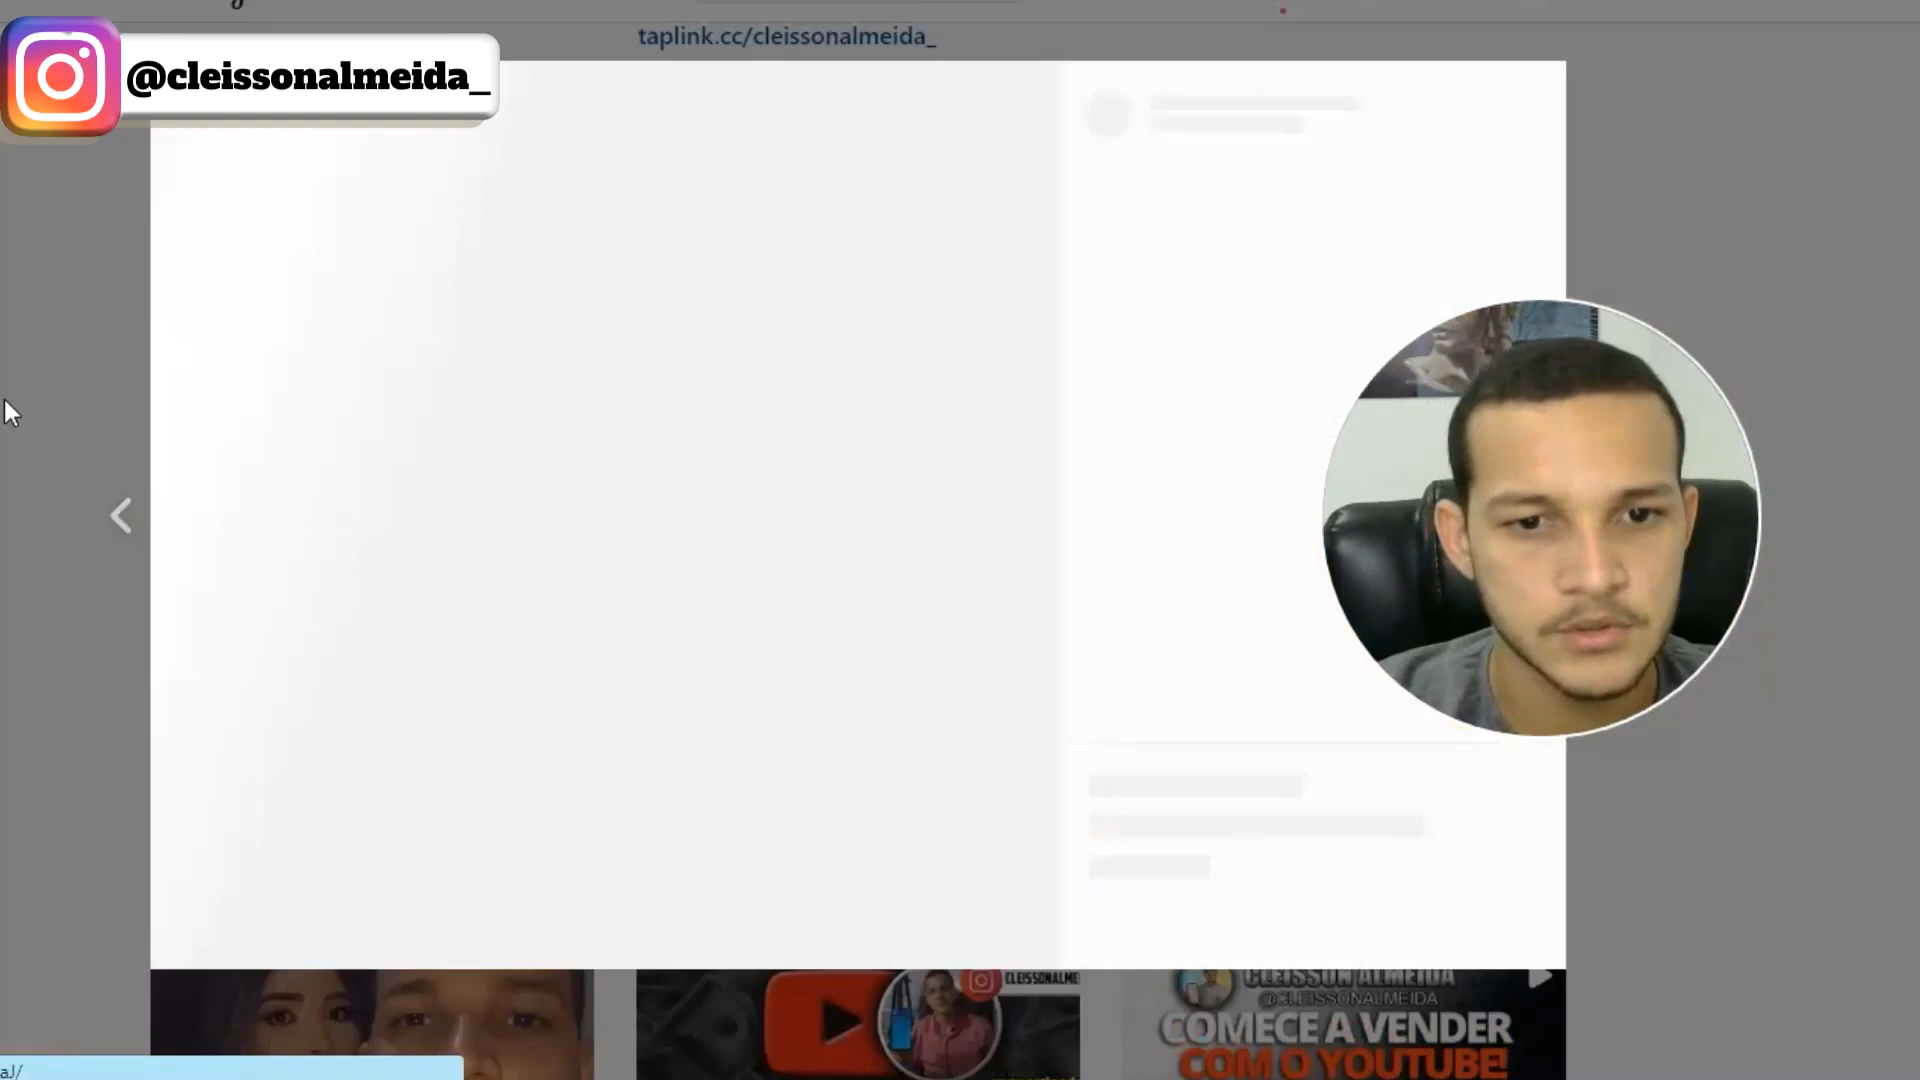 taplink.cc/cleissonalmeida_
@cleissonalmeida_
CLEISSONALME
CLEISSON ALMEIDA
@CLEISSONALMEIDA
COMECE A VENDER
COM O YOUTUBE!
aJ/